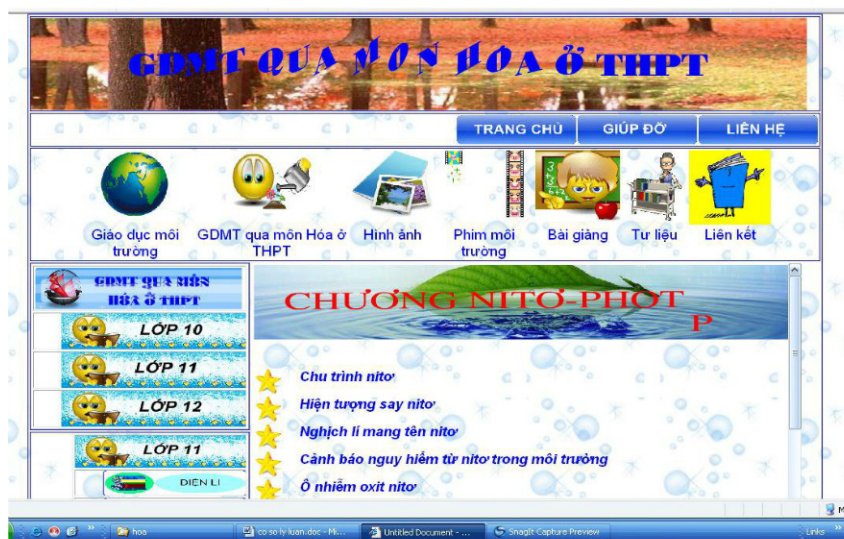 GDMT QUA MÔN HÓA Ở THPT
TRANG CHỦ
GIÚP ĐỠ
LIÊN HỆ
Giáo dục môi
trường
GDMT qua môn Hóa ở
THPT
Hình ảnh
Phim môi
trường
Bài giảng
Tư liệu
Liên kết
GDMT QUA MÔN
HÓA Ở THPT
LỚP 10
LỚP 11
LỚP 12
LỚP 11
DIỆN LI
CHƯƠNG NITƠ-PHOT
P
Chu trình nitơ
Hiện tượng say nitơ
Nghịch lí mang tên nitơ
Cảnh báo nguy hiểm từ nitơ trong môi trường
Ô nhiễm oxit nitơ
hoa
co so ly luan.doc - Mi...
Untitled Document - ...
SnagIt Capture Preview
Links